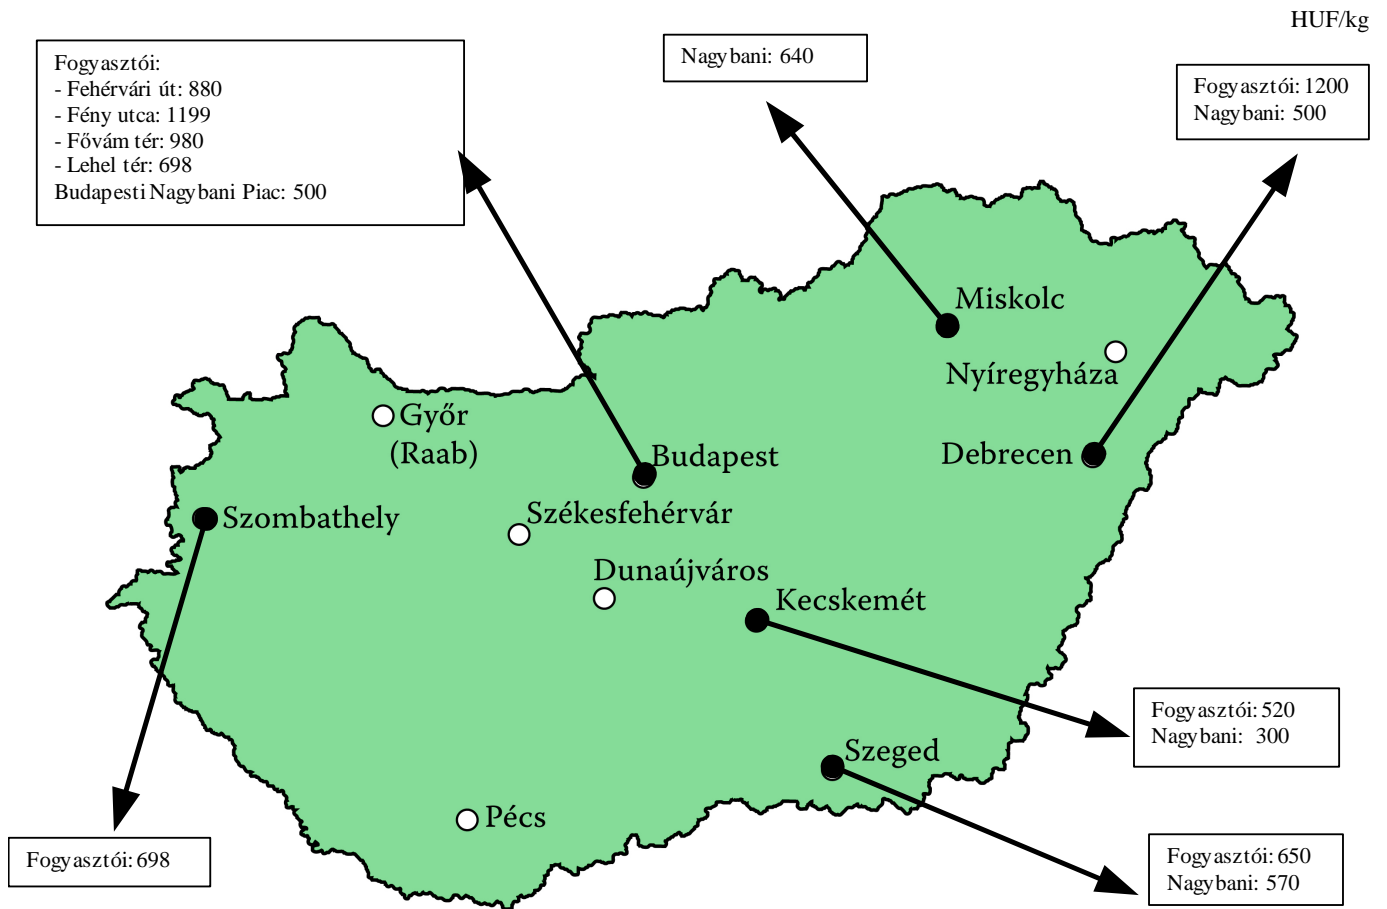 HUF/kg
Fogyasztói:
- Fehérvári út: 880
- Fény utca: 1199
- Fővám tér: 980
- Lehel tér: 698
Budapesti Nagybani Piac: 500
Nagybani: 640
Fogyasztói: 1200
Nagybani: 500
Miskolc
Nyíregyháza
Győr
(Raab)
Budapest
Debrecen
Szombathely
Székesfehérvár
Dunaújváros
Kecskemét
Fogyasztói: 520
Nagybani: 300
Szeged
Pécs
Fogyasztói: 698
Fogyasztói: 650
Nagybani: 570